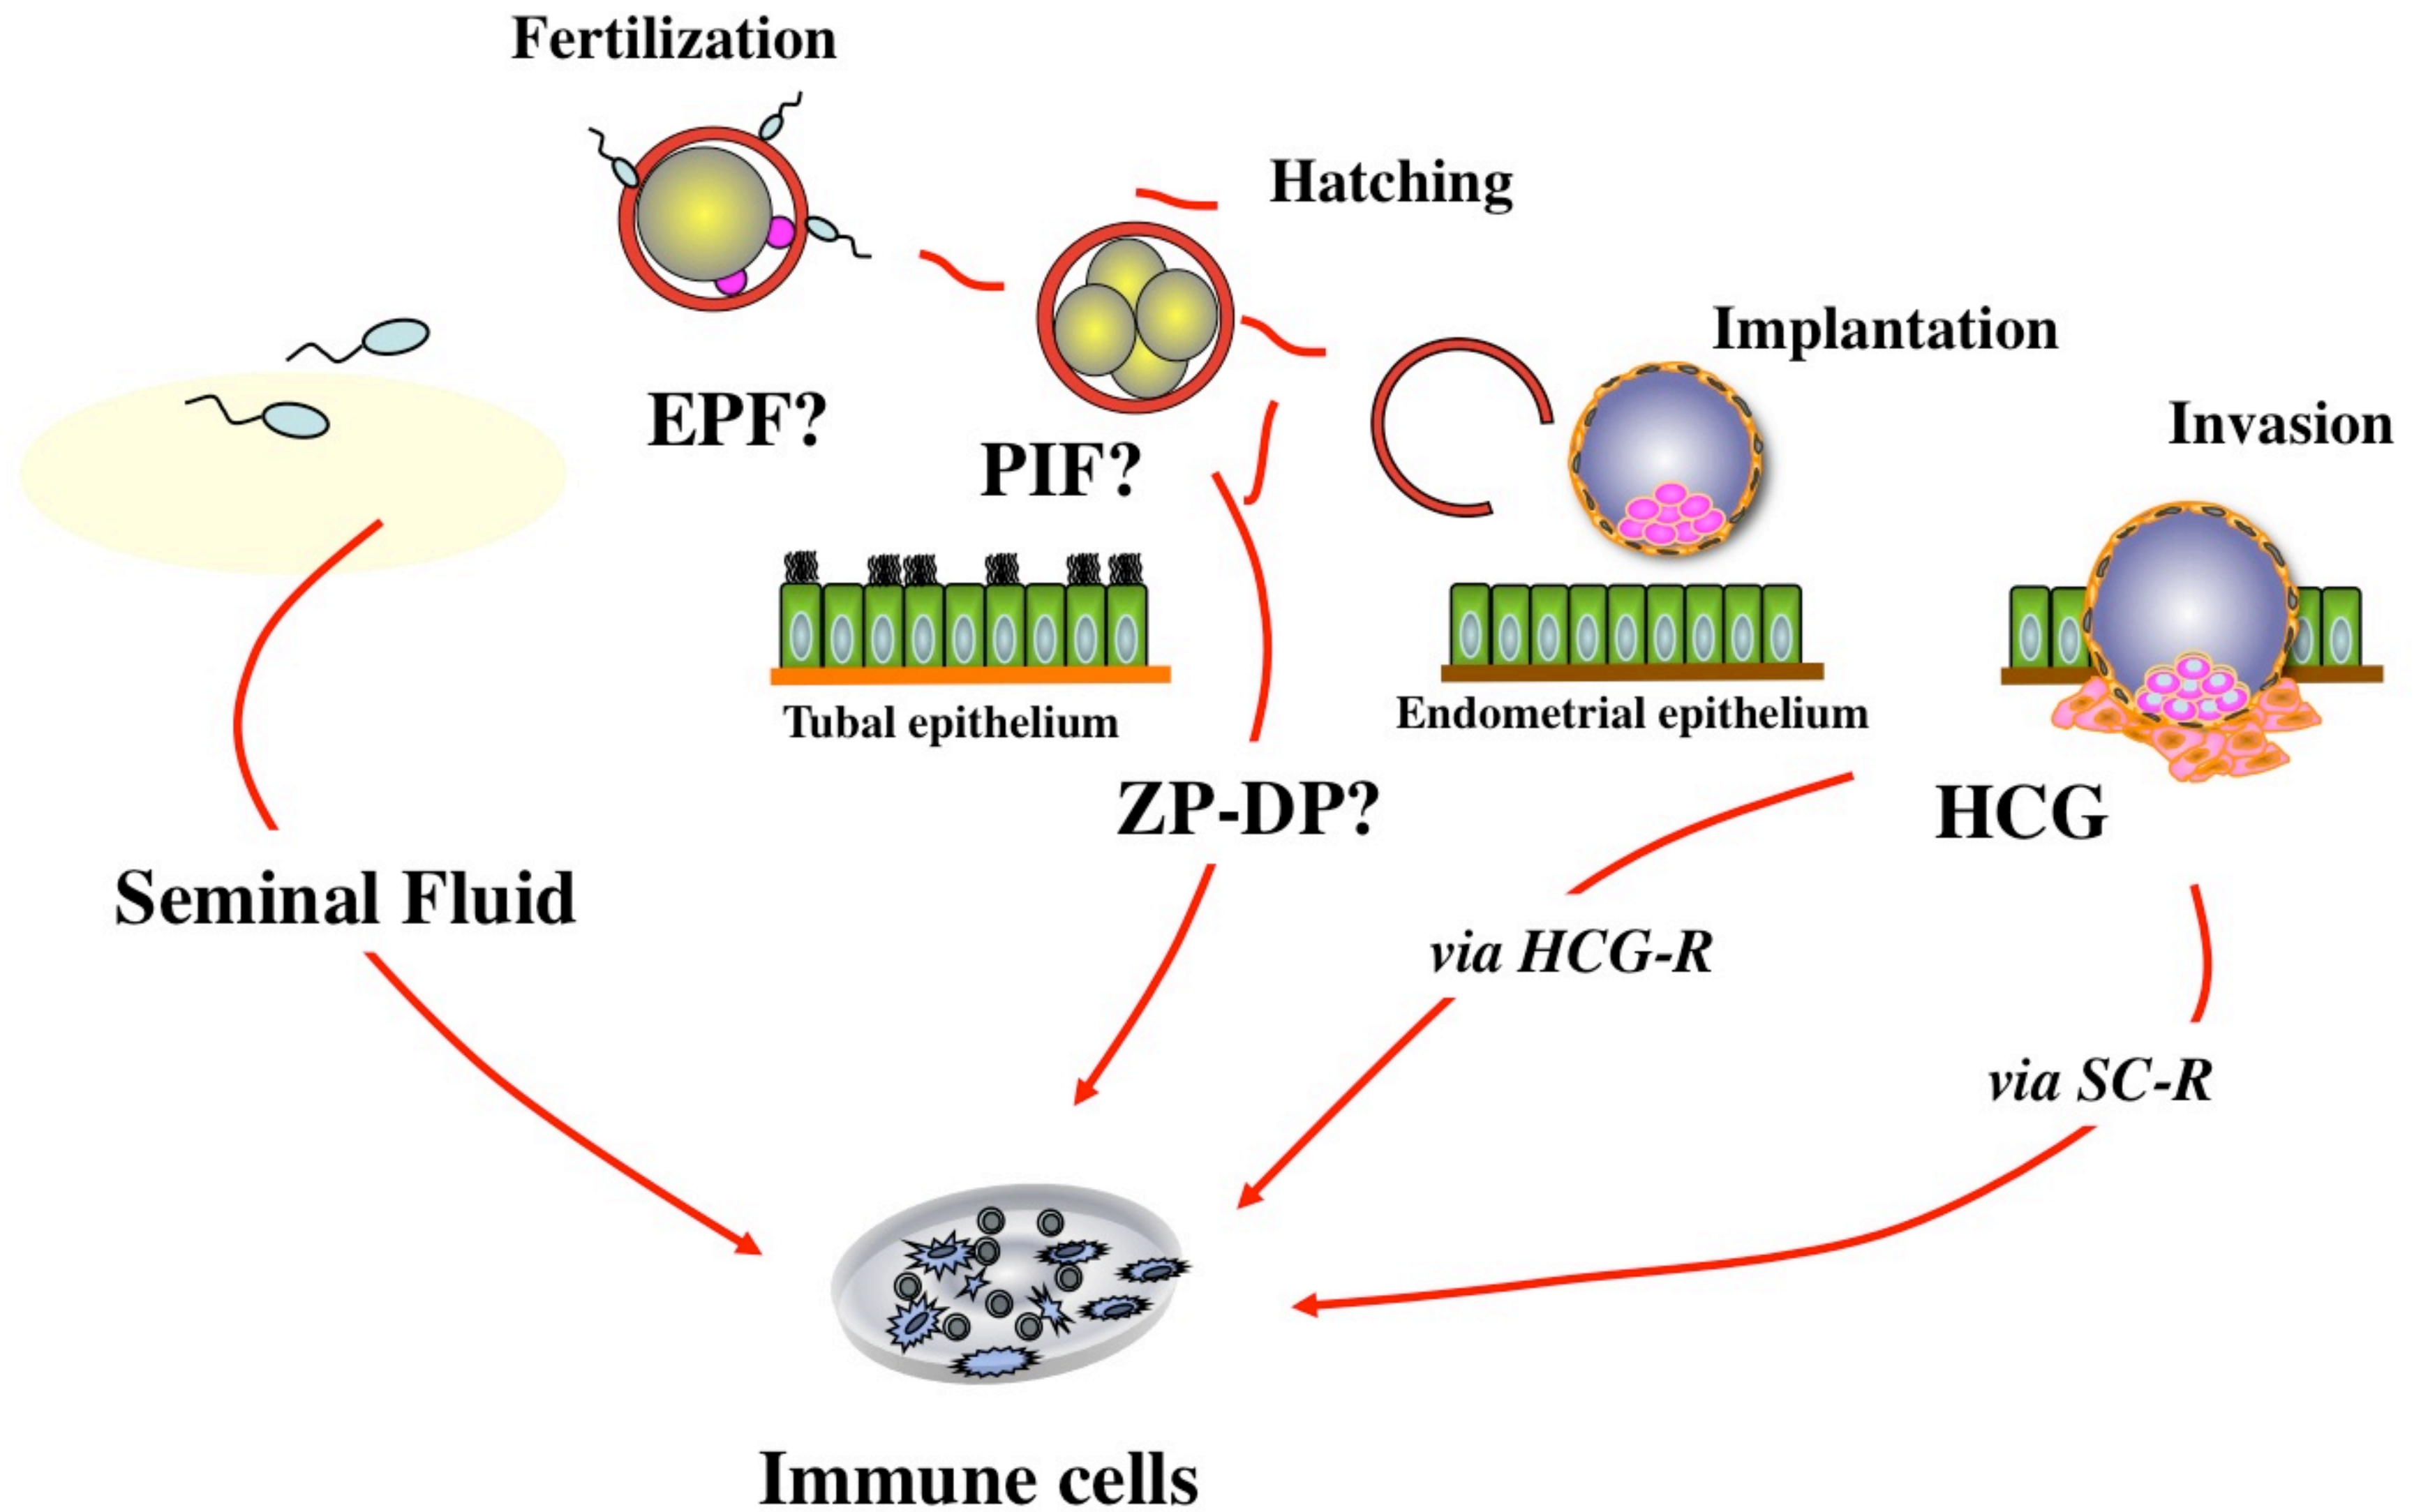 Fertilization
Hatching
Implantation
Invasion
EPF?
PIF?
Tubal epithelium
Endometrial epithelium
ZP-DP?
HCG
Seminal Fluid
via HCG-R
via SC-R
Immune cells